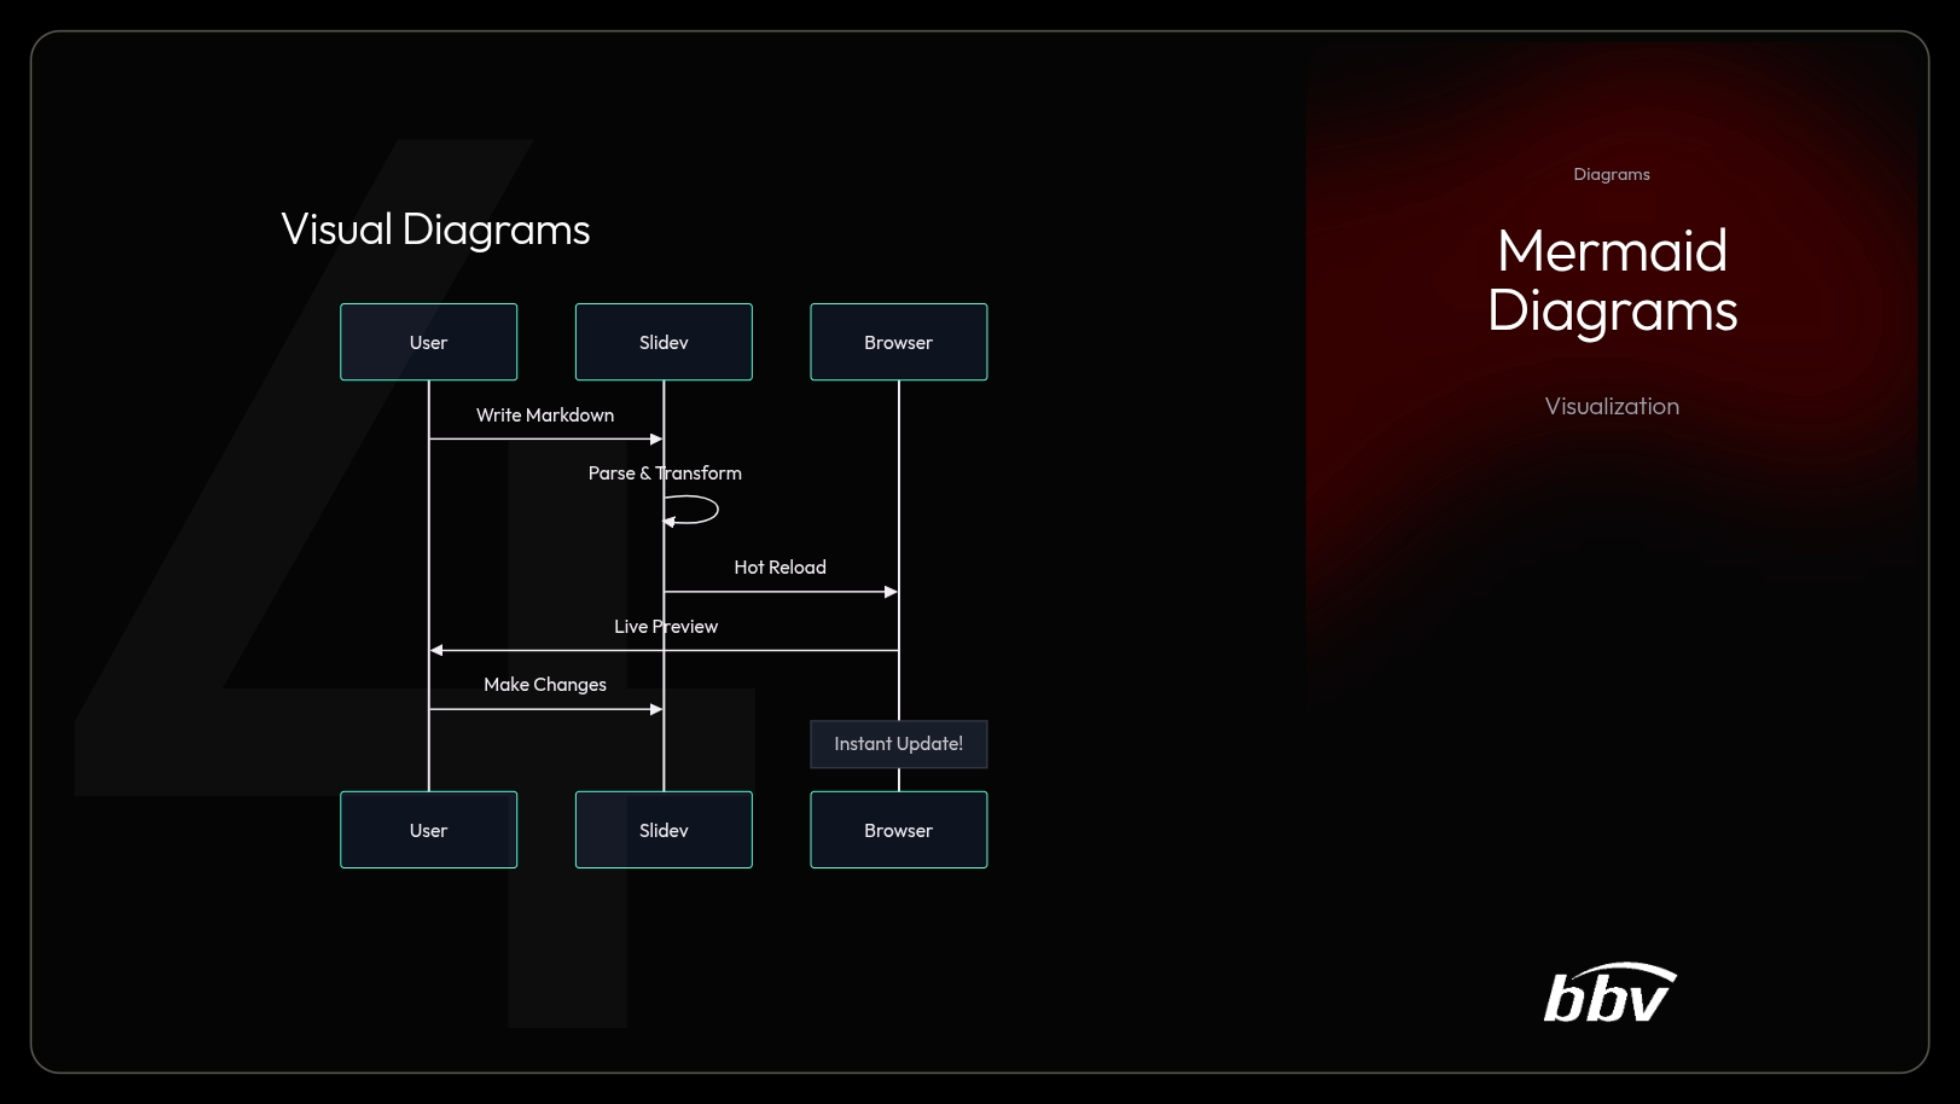 4
Visual Diagrams
User
Slidev
Browser
Write Markdown
Parse & Transform
Hot Reload
Live Preview
Make Changes
Instant Update!
User
Slidev
Browser
Diagrams
Mermaid
Diagrams
Visualization
bbv